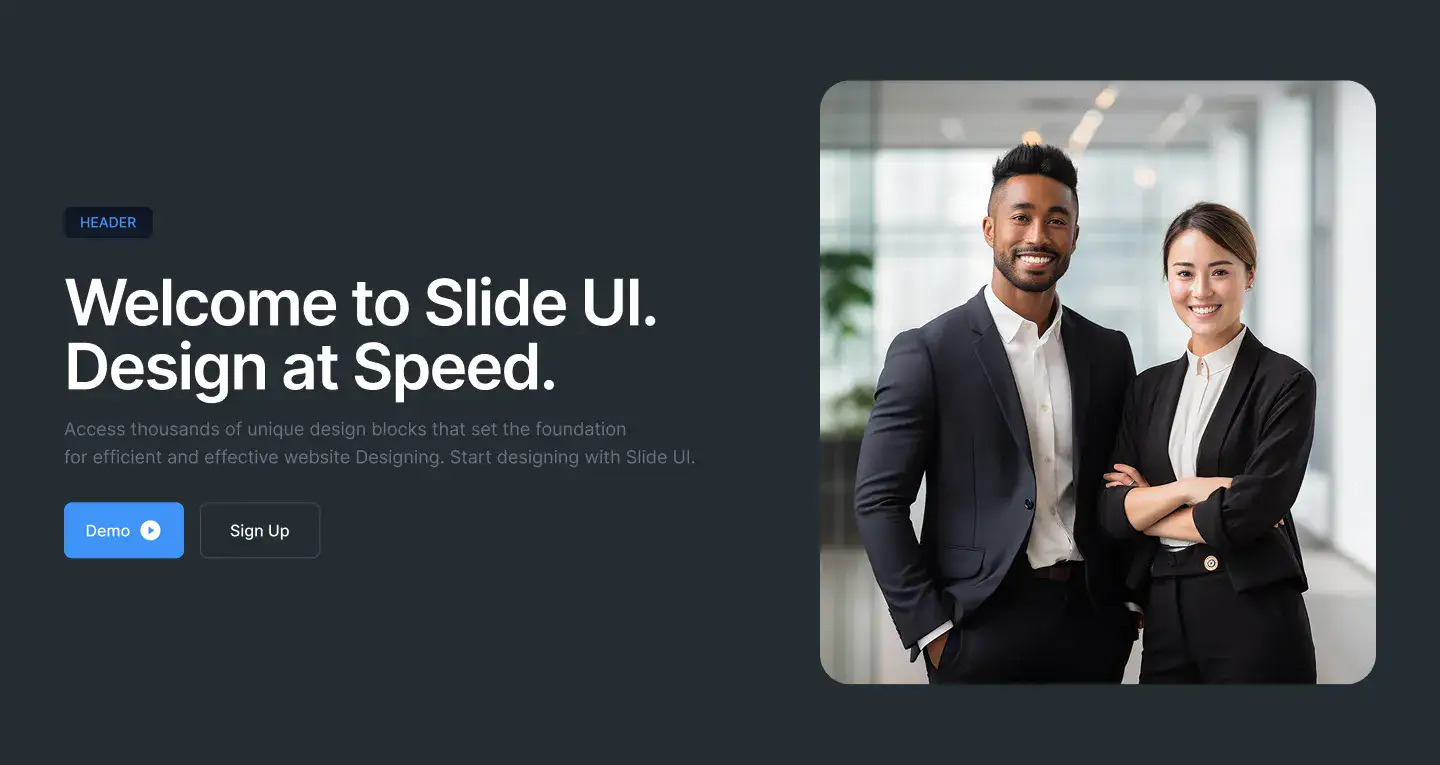 HEADER
Welcome to Slide UI.
Design at Speed.
Access thousands of unique design blocks that set the foundation
for efficient and effective website Designing. Start designing with Slide UI.
Demo
Sign Up